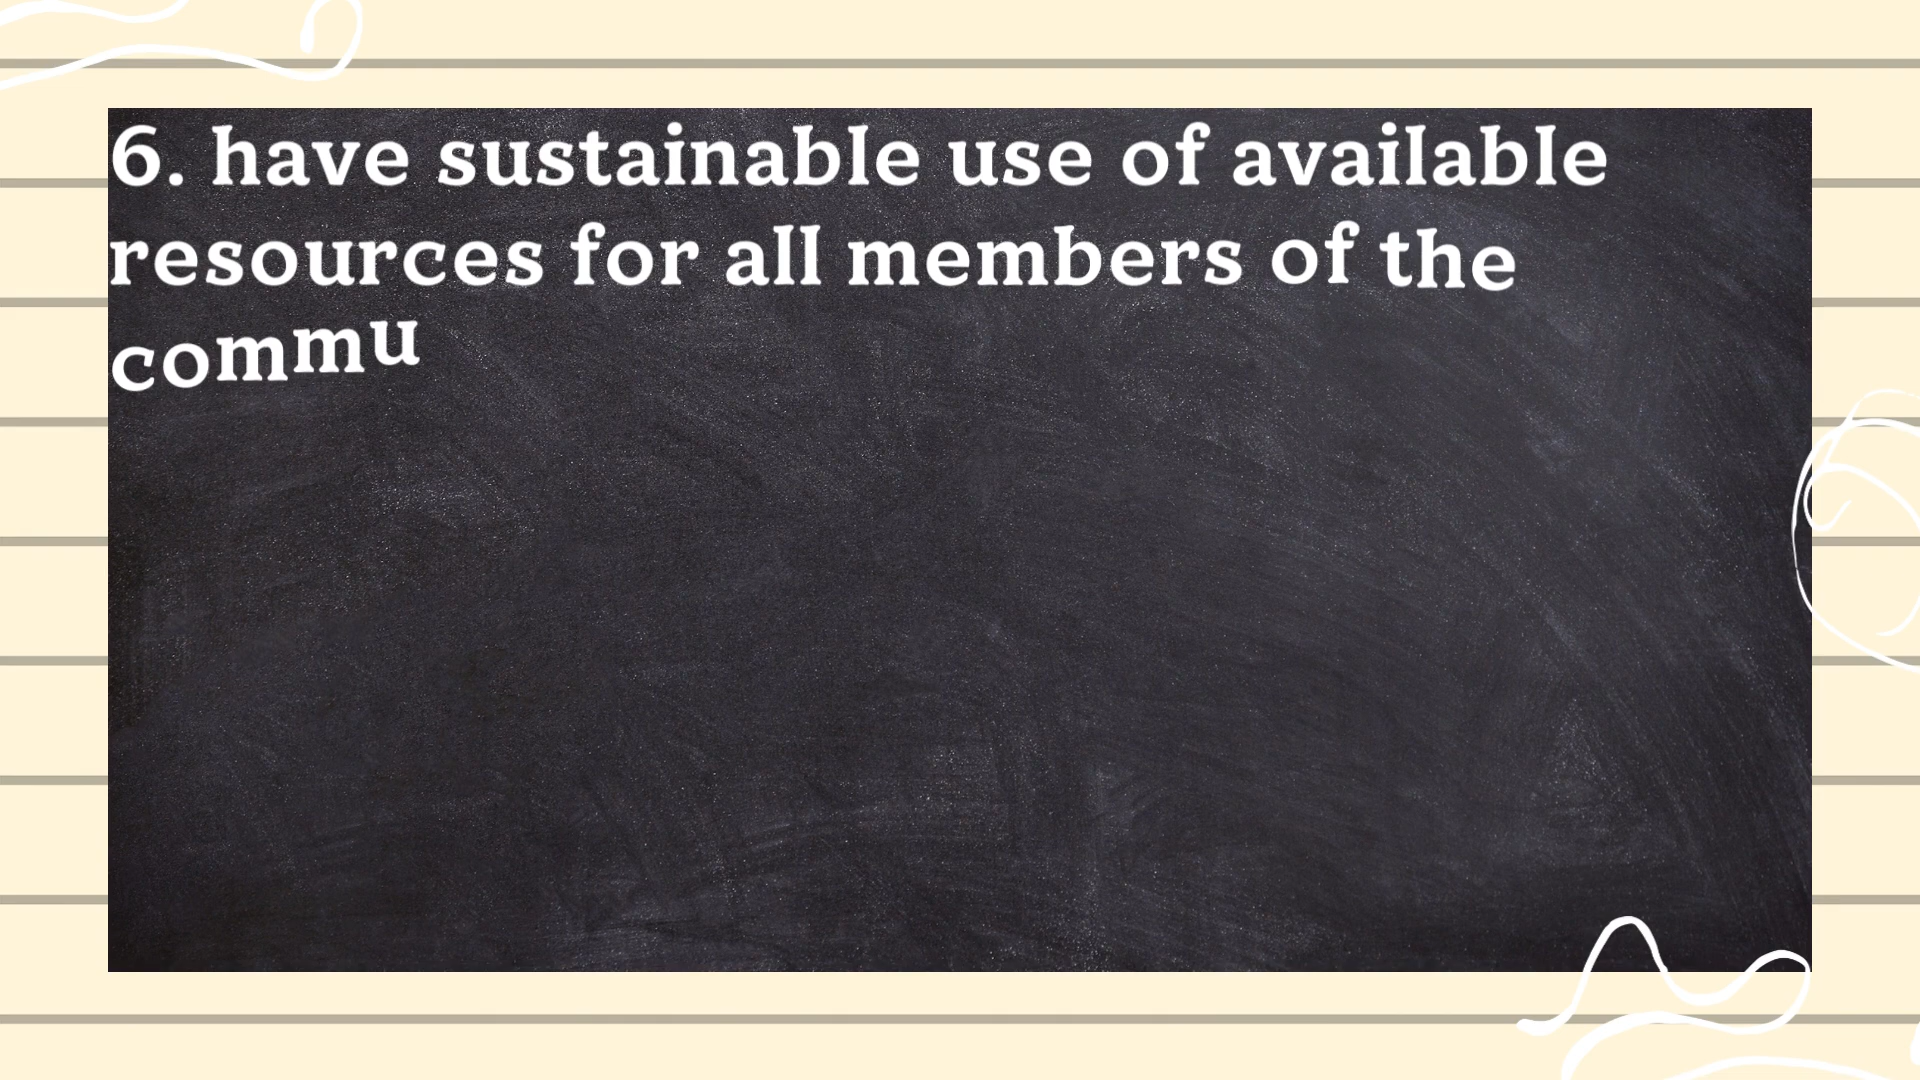 6. have sustainable use of available
resources for all members of the
commu